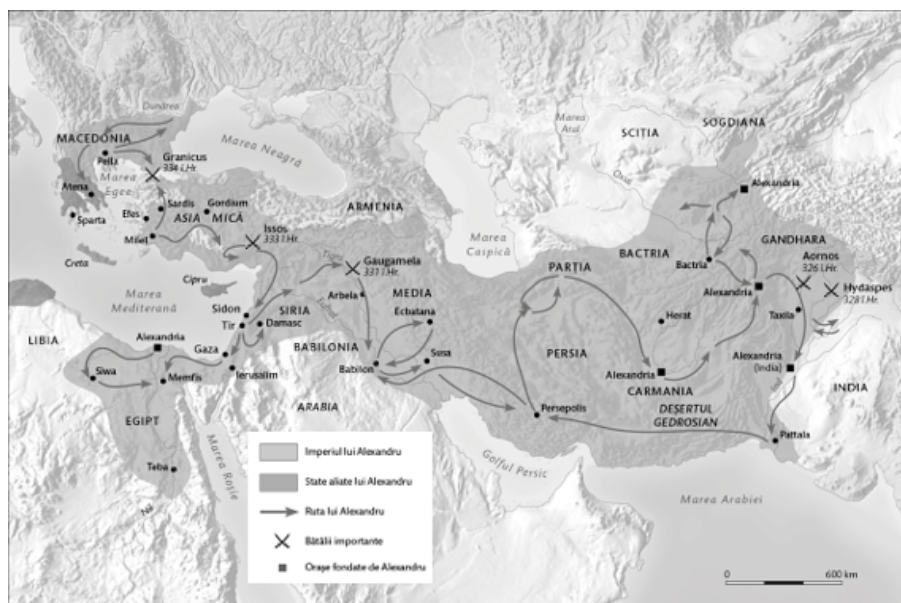 Dunărea
MACEDONIA
Pella
Granicus
334 î.Hr.
Marea Neagră
Marea
Egee
Atena
Sparta
Efes
Milet
Sardis
Gordium
ASIA MICĂ
Creta
Issos
333 î.Hr.
ARMENIA
Marea
Caspică
Marea
Aral
SCIȚIA
SOGDIANA
Alexandria
BACTRIA
Bactria
GANDHARA
Aornos
326 î.Hr.
Hydaspes
328 î.Hr.
Alexandria
Taxila
Cipru
Marea
Mediterană
Sidon
Tir
SIRIA
Damasc
Tigru
Gaugamela
331 î.Hr.
Arbela
MEDIA
Ecbatana
PARȚIA
Herat
LIBIA
Alexandria
Gaza
Ierusalim
Siwa
Memfis
BABILONIA
Babilon
Susa
PERSIA
Alexandria
CARMANIA
Alexandria
(India)
INDIA
EGIPT
ARABIA
Persepolis
DEȘERTUL
GEDROSIAN
Pattala
Teba
Nil
Marea Roșie
Golful Persic
Marea Arabiei
Imperiul lui Alexandru
State aliate lui Alexandru
Ruta lui Alexandru
Bătălii importante
Orașe fondate de Alexandru
0 600 km